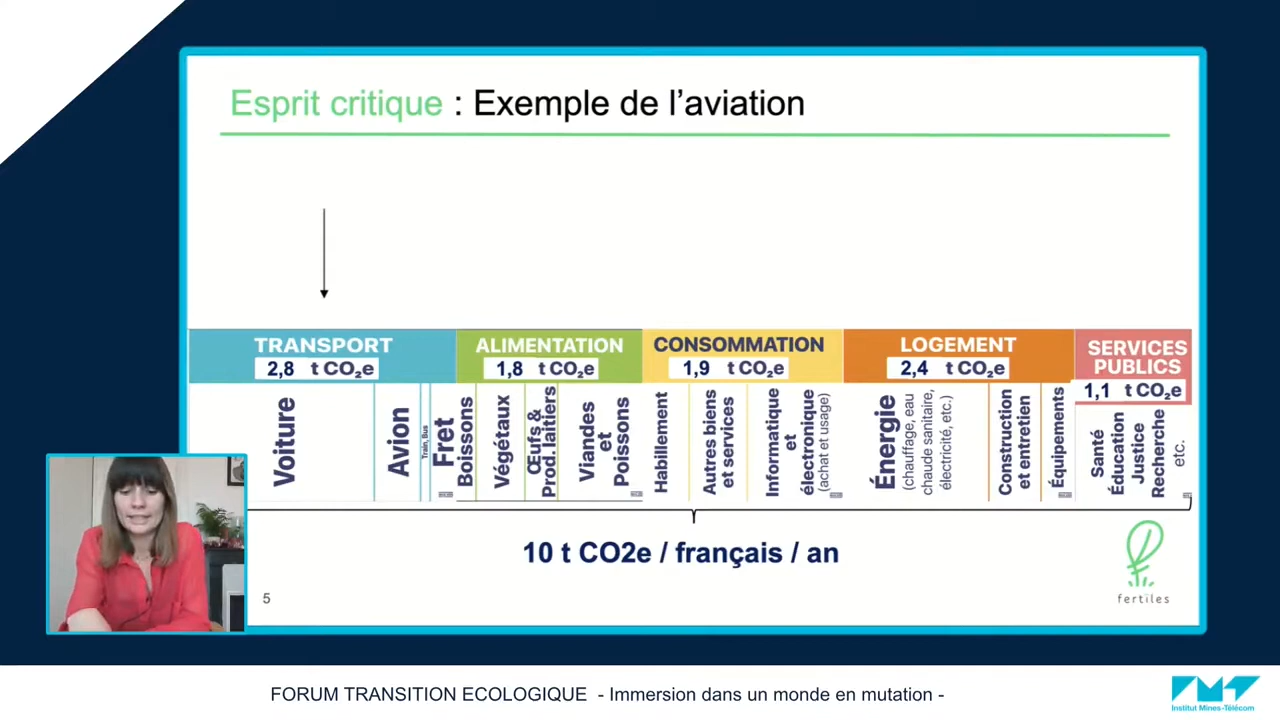 Esprit critique : Exemple de l’aviation
TRANSPORT
2,8 t CO₂e
ALIMENTATION
1,8 t CO₂e
CONSOMMATION
1,9 t CO₂e
LOGEMENT
2,4 t CO₂e
SERVICES
PUBLICS
1,1 t CO₂e
Voiture
Avion
Train, Bus
Fret
Boissons
Végétaux
Œufs &
Prod. laitiers
Viandes
et
Poissons
Habillement
Autres biens
et services
Informatique
et
électronique
(achat et usage)
Énergie
(chauffage, eau
chaude sanitaire,
électricité, etc.)
Construction
et entretien
Équipements
Santé
Éducation
Justice
Recherche
etc.
10 t CO2e / français / an
5
fertiles
FORUM TRANSITION ECOLOGIQUE - Immersion dans un monde en mutation -
Institut Mines-Télécom